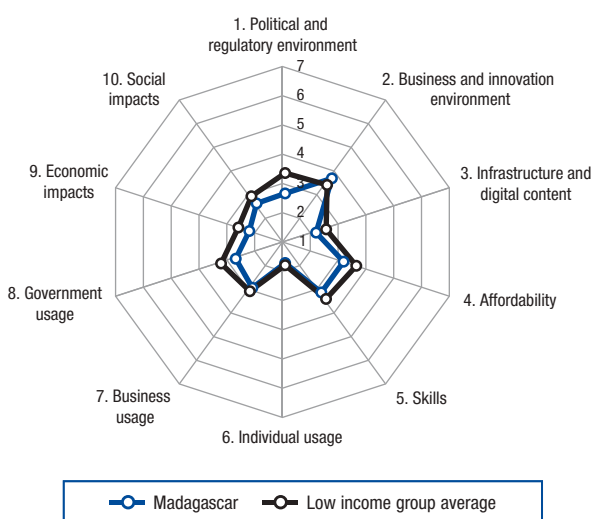 1. Political and
regulatory environment
2. Business and innovation
environment
3. Infrastructure and
digital content
4. Affordability
5. Skills
6. Individual usage
7. Business
usage
8. Government
usage
9. Economic
impacts
10. Social
impacts
7
6
5
4
3
2
1
Madagascar
Low income group average